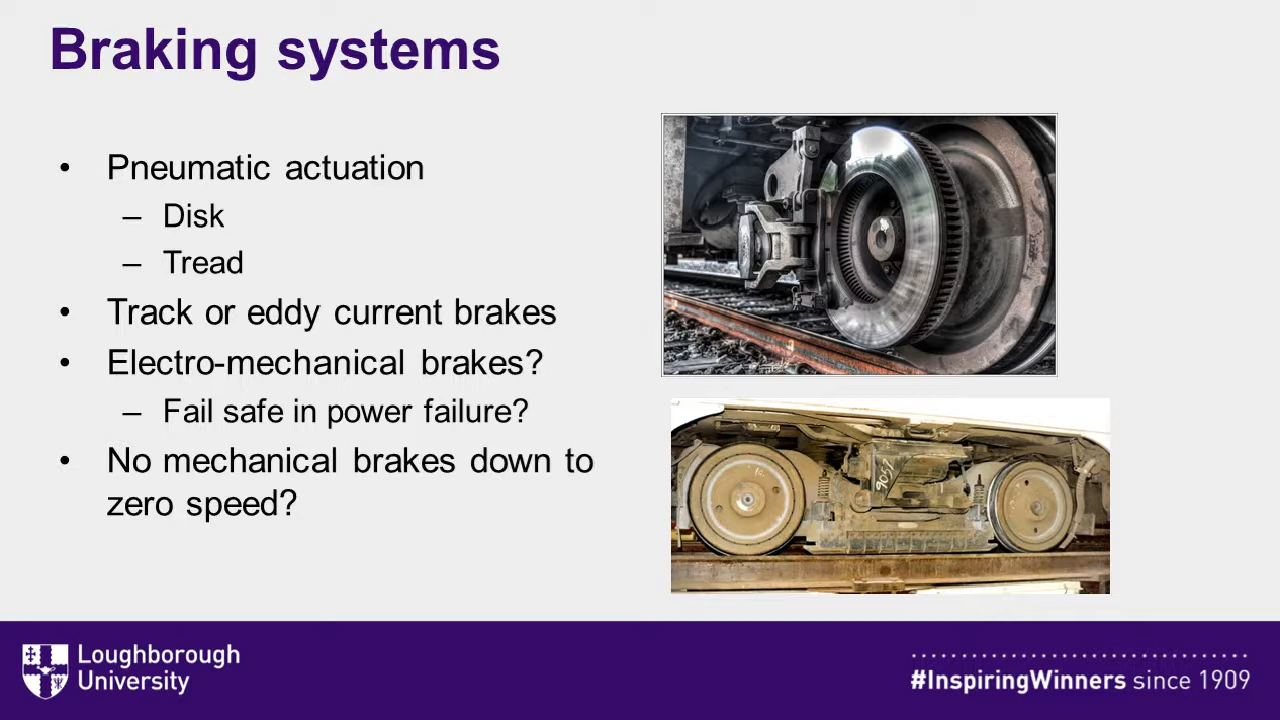 Braking systems
• Pneumatic actuation
– Disk
– Tread
• Track or eddy current brakes
• Electro-mechanical brakes?
– Fail safe in power failure?
• No mechanical brakes down to
zero speed?
9057
Loughborough
University
#InspiringWinners since 1909